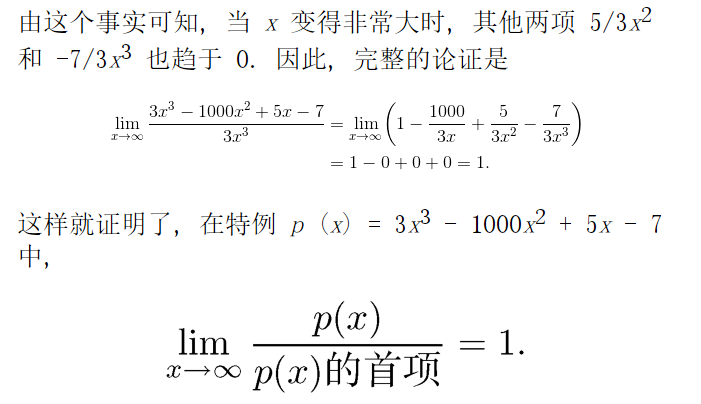 由这个事实可知, 当 x 变得非常大时, 其他两项 5/3x²
和 -7/3x³ 也趋于 0. 因此, 完整的论证是
lim_{x→∞} (3x³ − 1000x² + 5x − 7)/(3x³) = lim_{x→∞} (1 − 1000/(3x) + 5/(3x²) − 7/(3x³))
= 1 − 0 + 0 + 0 = 1.
这样就证明了, 在特例 p (x) = 3x³ - 1000x² + 5x - 7
中,
lim_{x→∞} p(x)/p(x)的首项 = 1.